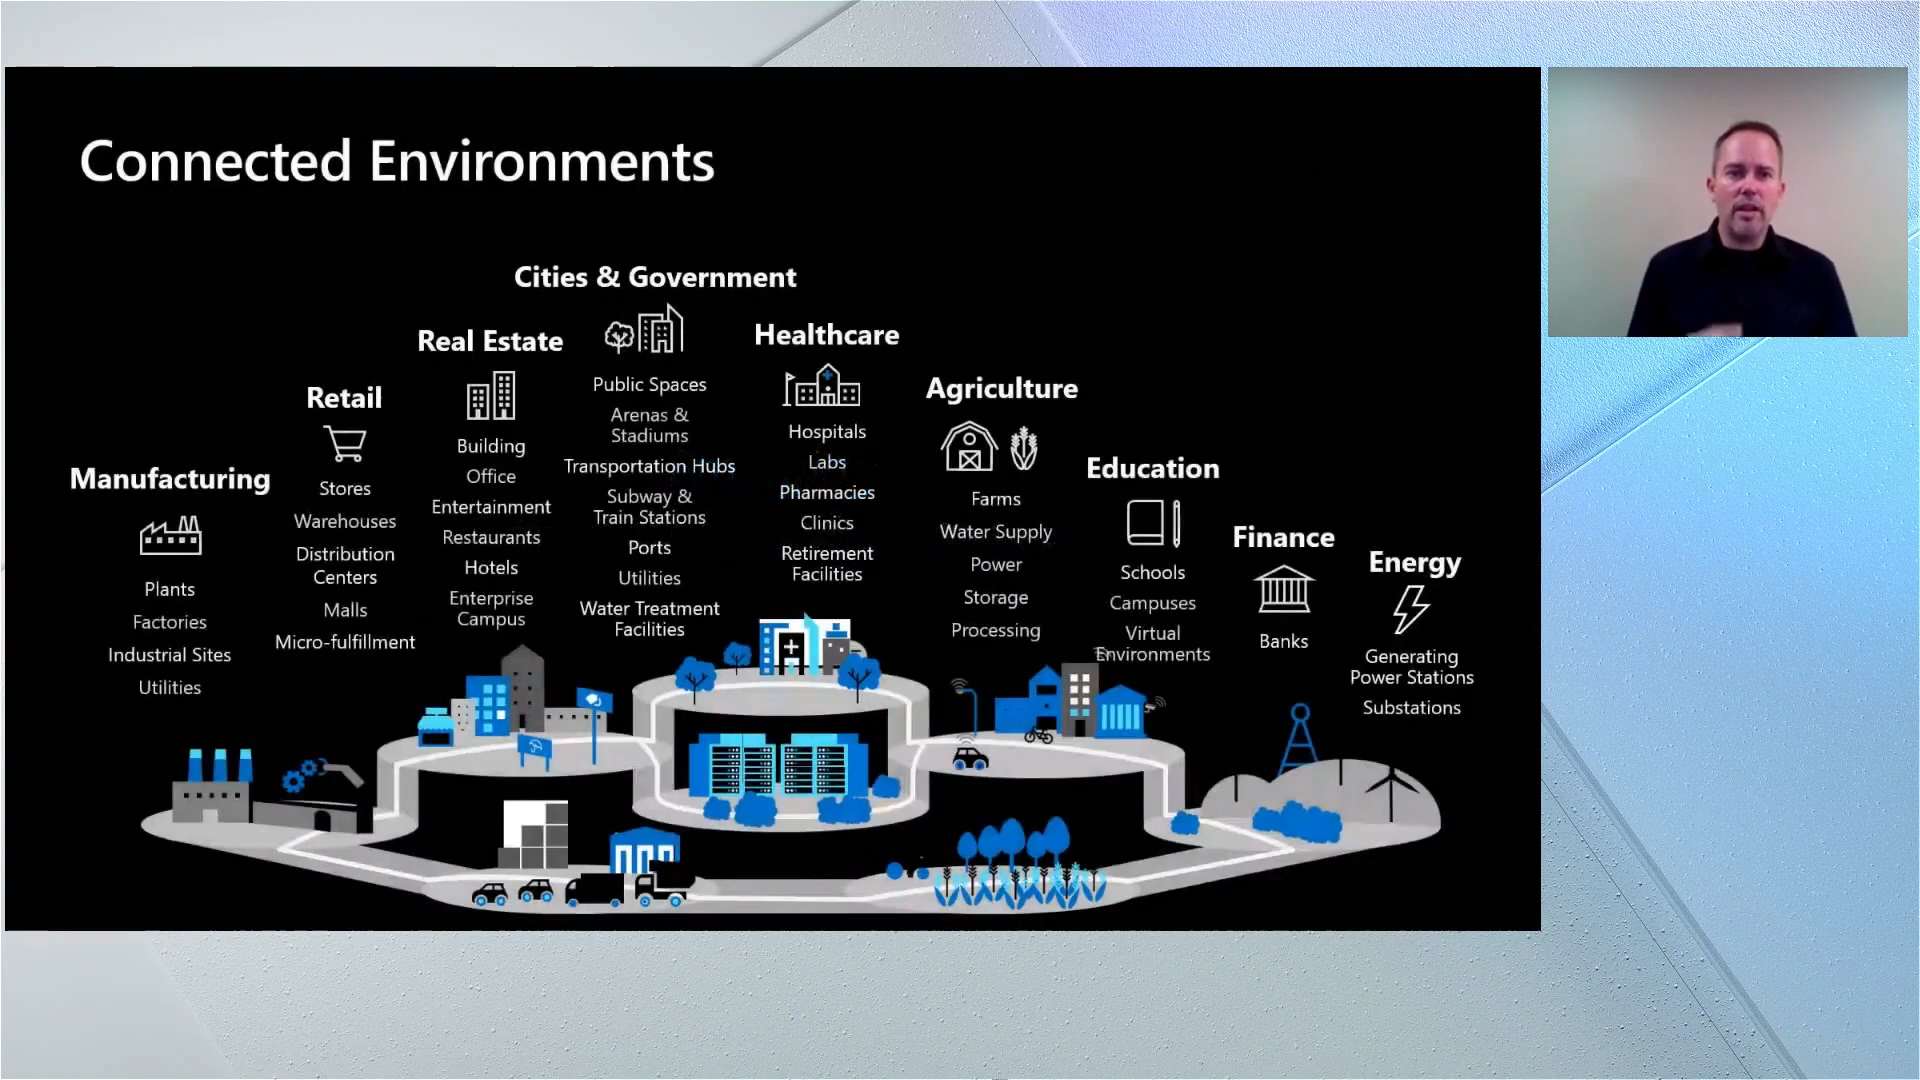 Connected Environments
Manufacturing
Plants
Factories
Industrial Sites
Utilities
Retail
Stores
Warehouses
Distribution
Centers
Malls
Micro-fulfillment
Real Estate
Building
Office
Entertainment
Restaurants
Hotels
Enterprise
Campus
Cities & Government
Public Spaces
Arenas &
Stadiums
Transportation Hubs
Subway &
Train Stations
Ports
Utilities
Water Treatment
Facilities
Healthcare
Hospitals
Labs
Pharmacies
Clinics
Retirement
Facilities
Agriculture
Farms
Water Supply
Power
Storage
Processing
Education
Schools
Campuses
Virtual
Environments
Finance
Banks
Energy
Generating
Power Stations
Substations